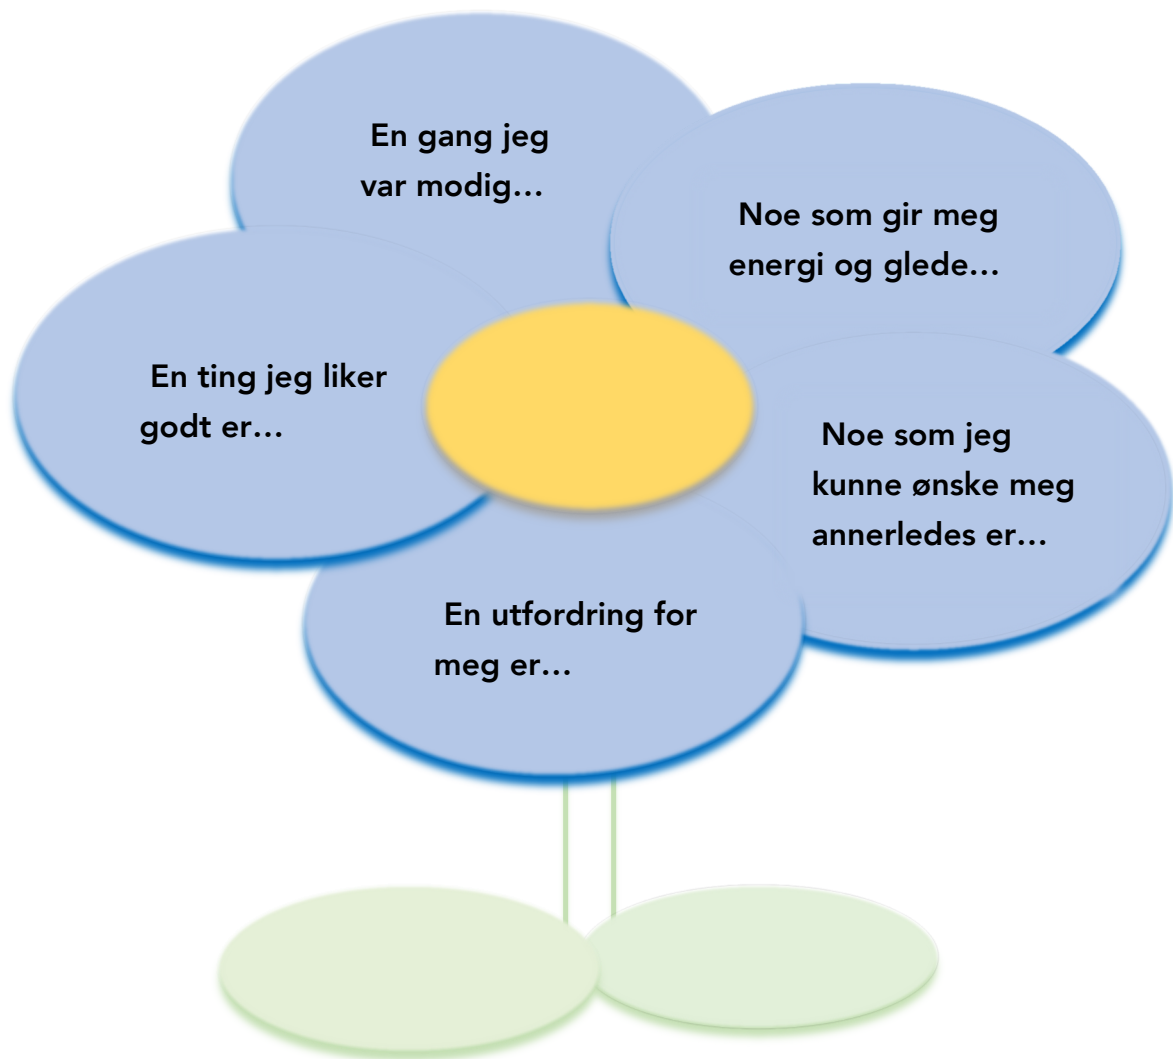 En gang jeg
var modig...
Noe som gir meg
energi og glede...
En ting jeg liker
godt er...
Noe som jeg
kunne ønske meg
annerledes er...
En utfordring for
meg er...